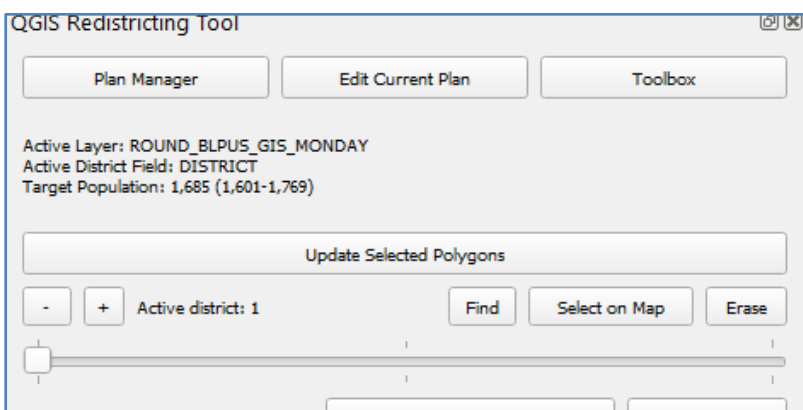 QGIS Redistricting Tool
Plan Manager Edit Current Plan Toolbox
Active Layer: ROUND_BLPUS_GIS_MONDAY
Active District Field: DISTRICT
Target Population: 1,685 (1,601-1,769)
Update Selected Polygons
- + Active district: 1 Find Select on Map Erase